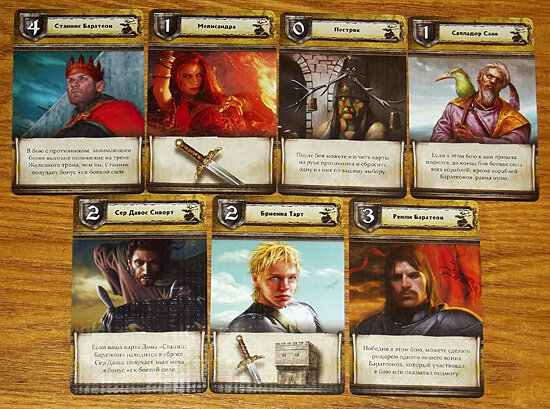 4 Станнис Баратеон
В бою с противником, занимающим
более высокое положение на треке
Железного трона, чем вы, Станнис
получает бонус +1 к боевой силе.
1 Мелисандра
0 Пестряк
После боя можете изучить карты
на руке противника и сбросить
одну из них по вашему выбору.
1 Салладор Саан
Если в этом бою к вам пришла
подмога, до конца боя боевая сила
всех кораблей, кроме кораблей
Баратеонов, равна нулю.
2 Сер Давос Сиворт
Если ваша карта Дома «Станнис
Баратеон» находится в сбросе,
Сер Давос получает знак меча
и бонус +1 к боевой силе.
2 Бриенна Тарт
3 Ренли Баратеон
Победив в этом бою, можете сделать
рыцарем одного пешего воина
Баратеонов, который участвовал
в бою или оказывал подмогу.